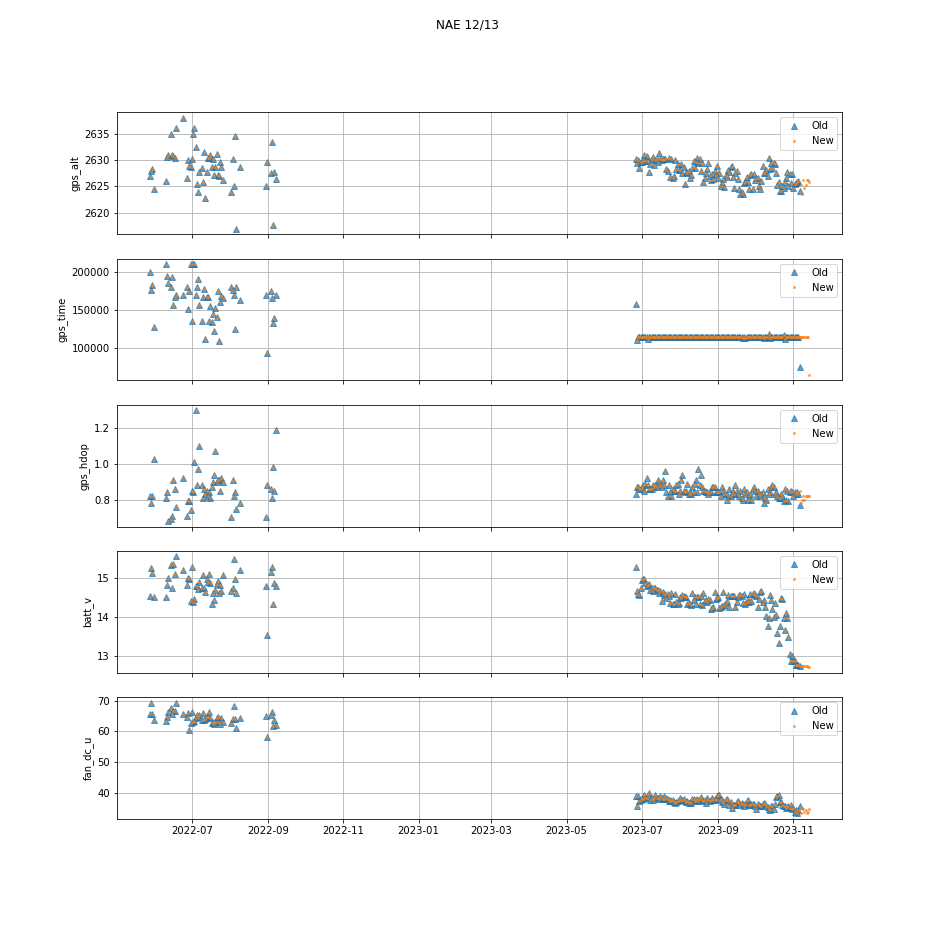 NAE 12/13
gps_alt
2635
2630
2625
2620
Old
New
gps_time
200000
150000
100000
Old
New
gps_hdop
1.2
1.0
0.8
Old
New
batt_v
15
14
13
Old
New
fan_dc_u
70
60
50
40
Old
New
2022-07 2022-09 2022-11 2023-01 2023-03 2023-05 2023-07 2023-09 2023-11